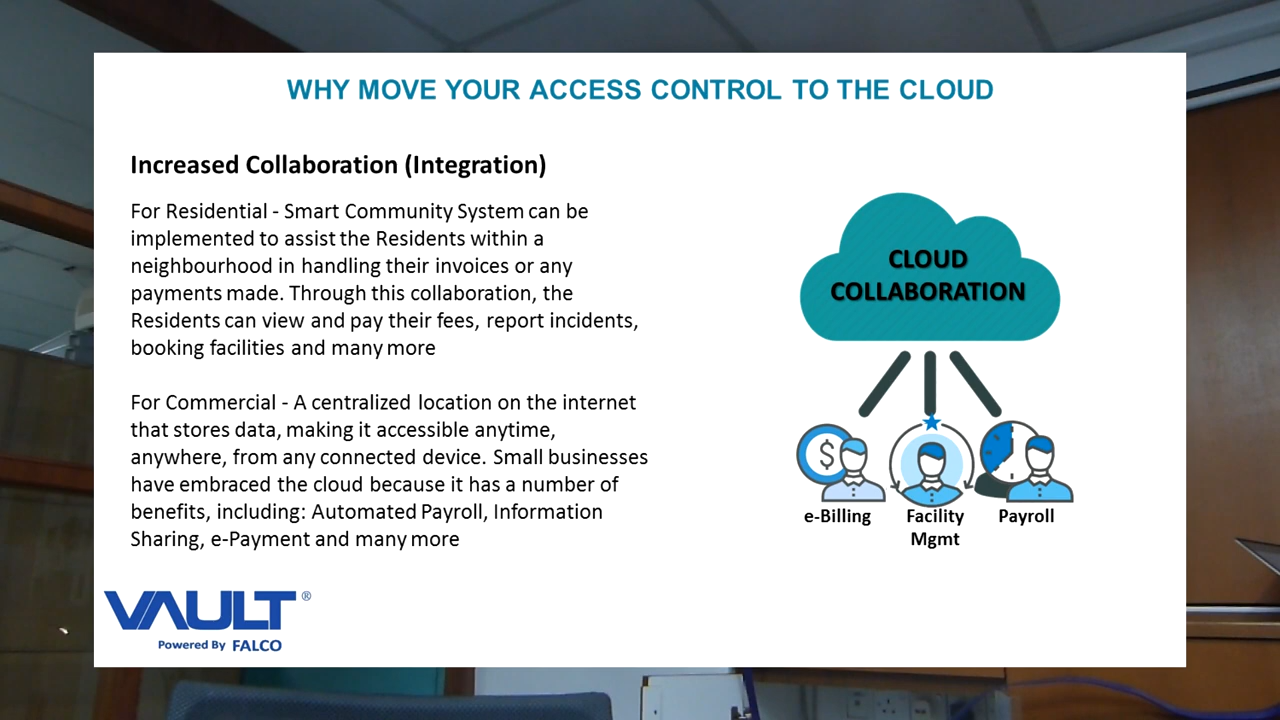 WHY MOVE YOUR ACCESS CONTROL TO THE CLOUD
Increased Collaboration (Integration)
For Residential - Smart Community System can be
implemented to assist the Residents within a
neighbourhood in handling their invoices or any
payments made. Through this collaboration, the
Residents can view and pay their fees, report incidents,
booking facilities and many more
For Commercial - A centralized location on the internet
that stores data, making it accessible anytime,
anywhere, from any connected device. Small businesses
have embraced the cloud because it has a number of
benefits, including: Automated Payroll, Information
Sharing, e-Payment and many more
CLOUD
COLLABORATION
$
e-Billing
Facility
Mgmt
Payroll
VAULT®
Powered By FALCO